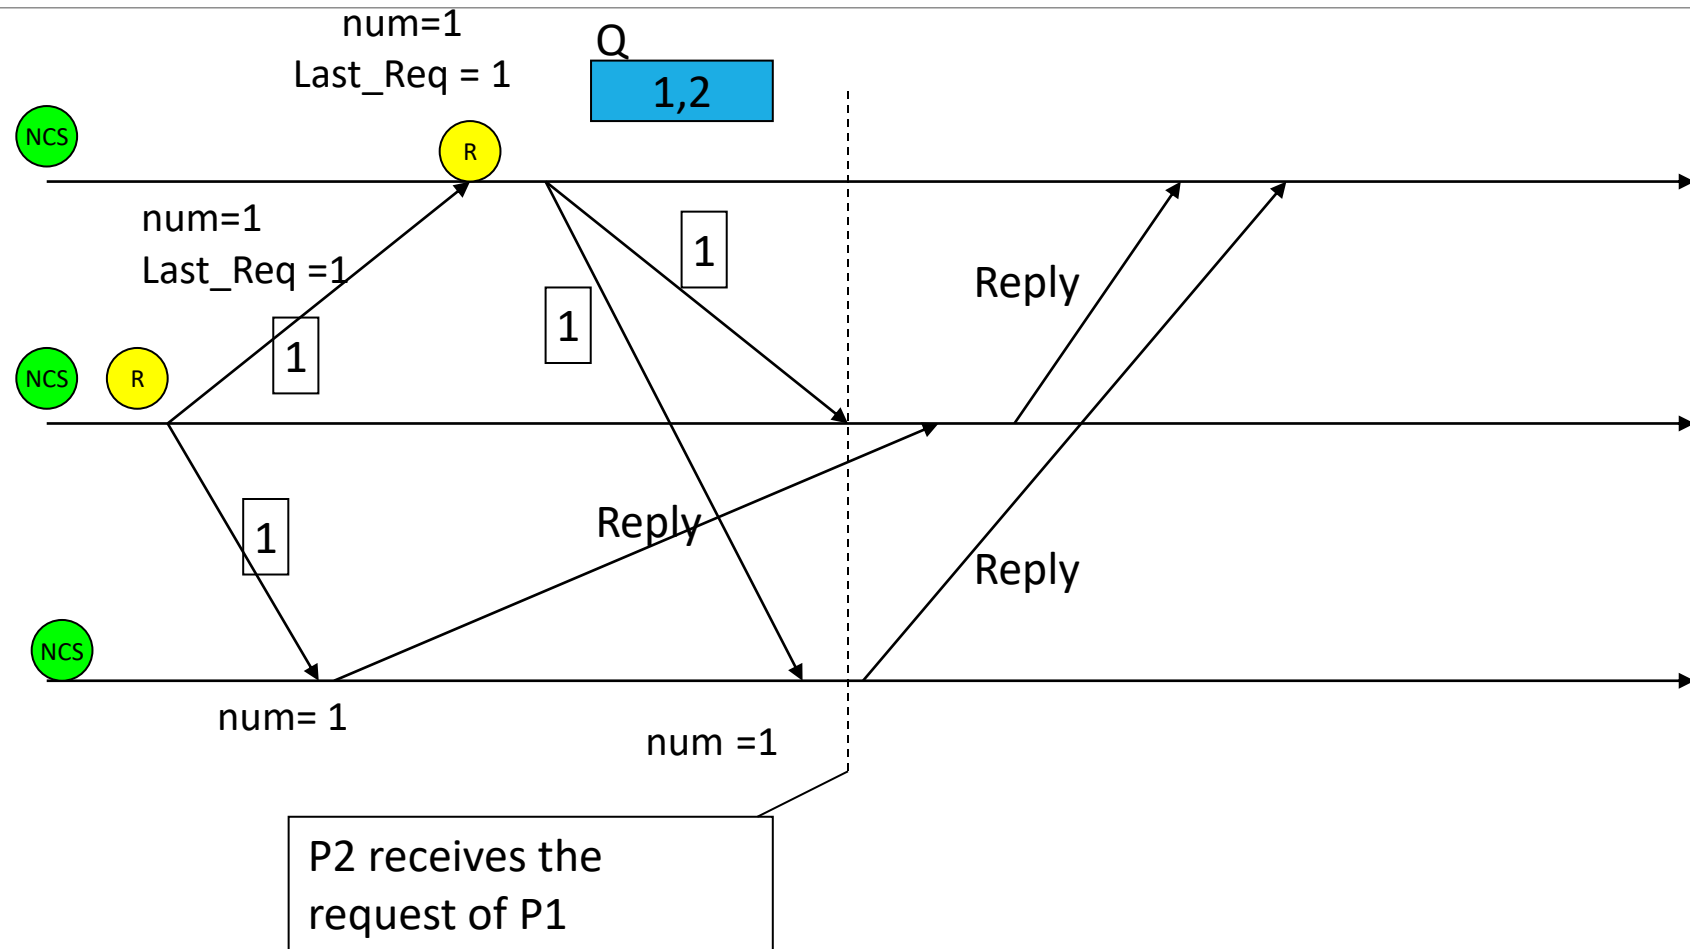 num=1
Last_Req = 1
Q
1,2
NCS
R
num=1
Last_Req =1
1
1
1
Reply
NCS
R
1
Reply
Reply
NCS
num= 1
num =1
P2 receives the
request of P1